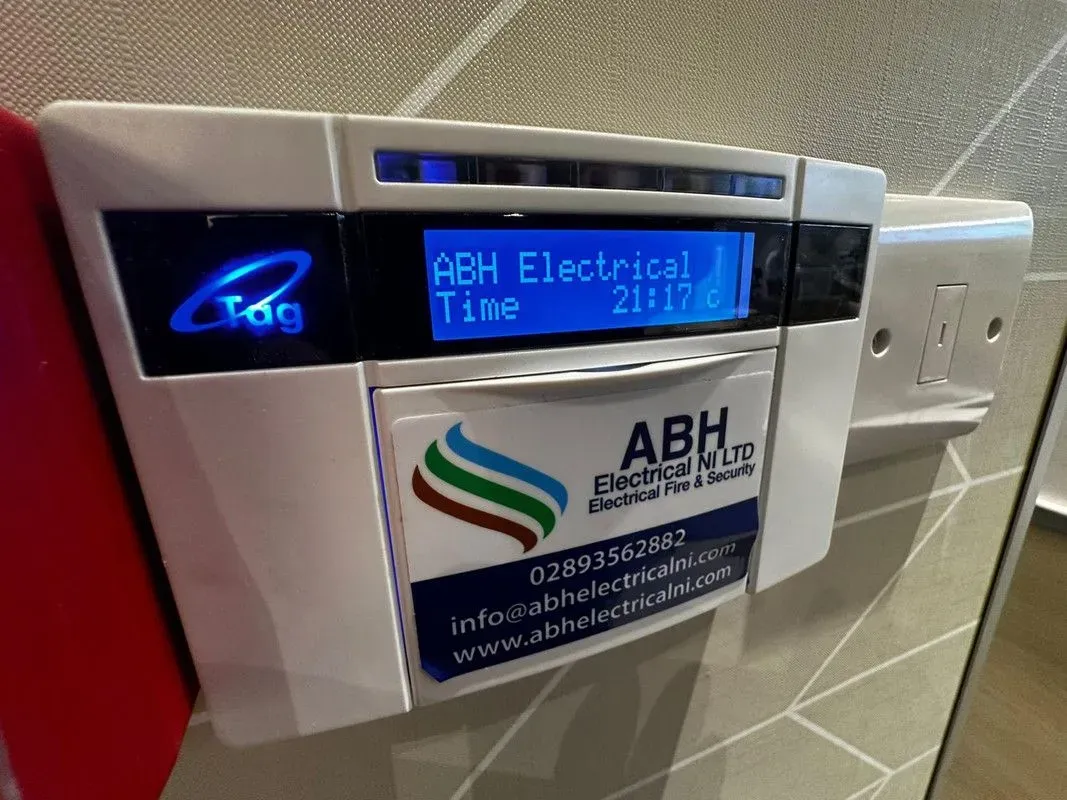 Tag
ABH Electrical !
Time 21:17 c
ABH
Electrical NI LTD
Electrical Fire & Security
02893562882
info@abhelectricalni.com
www.abhelectricalni.com